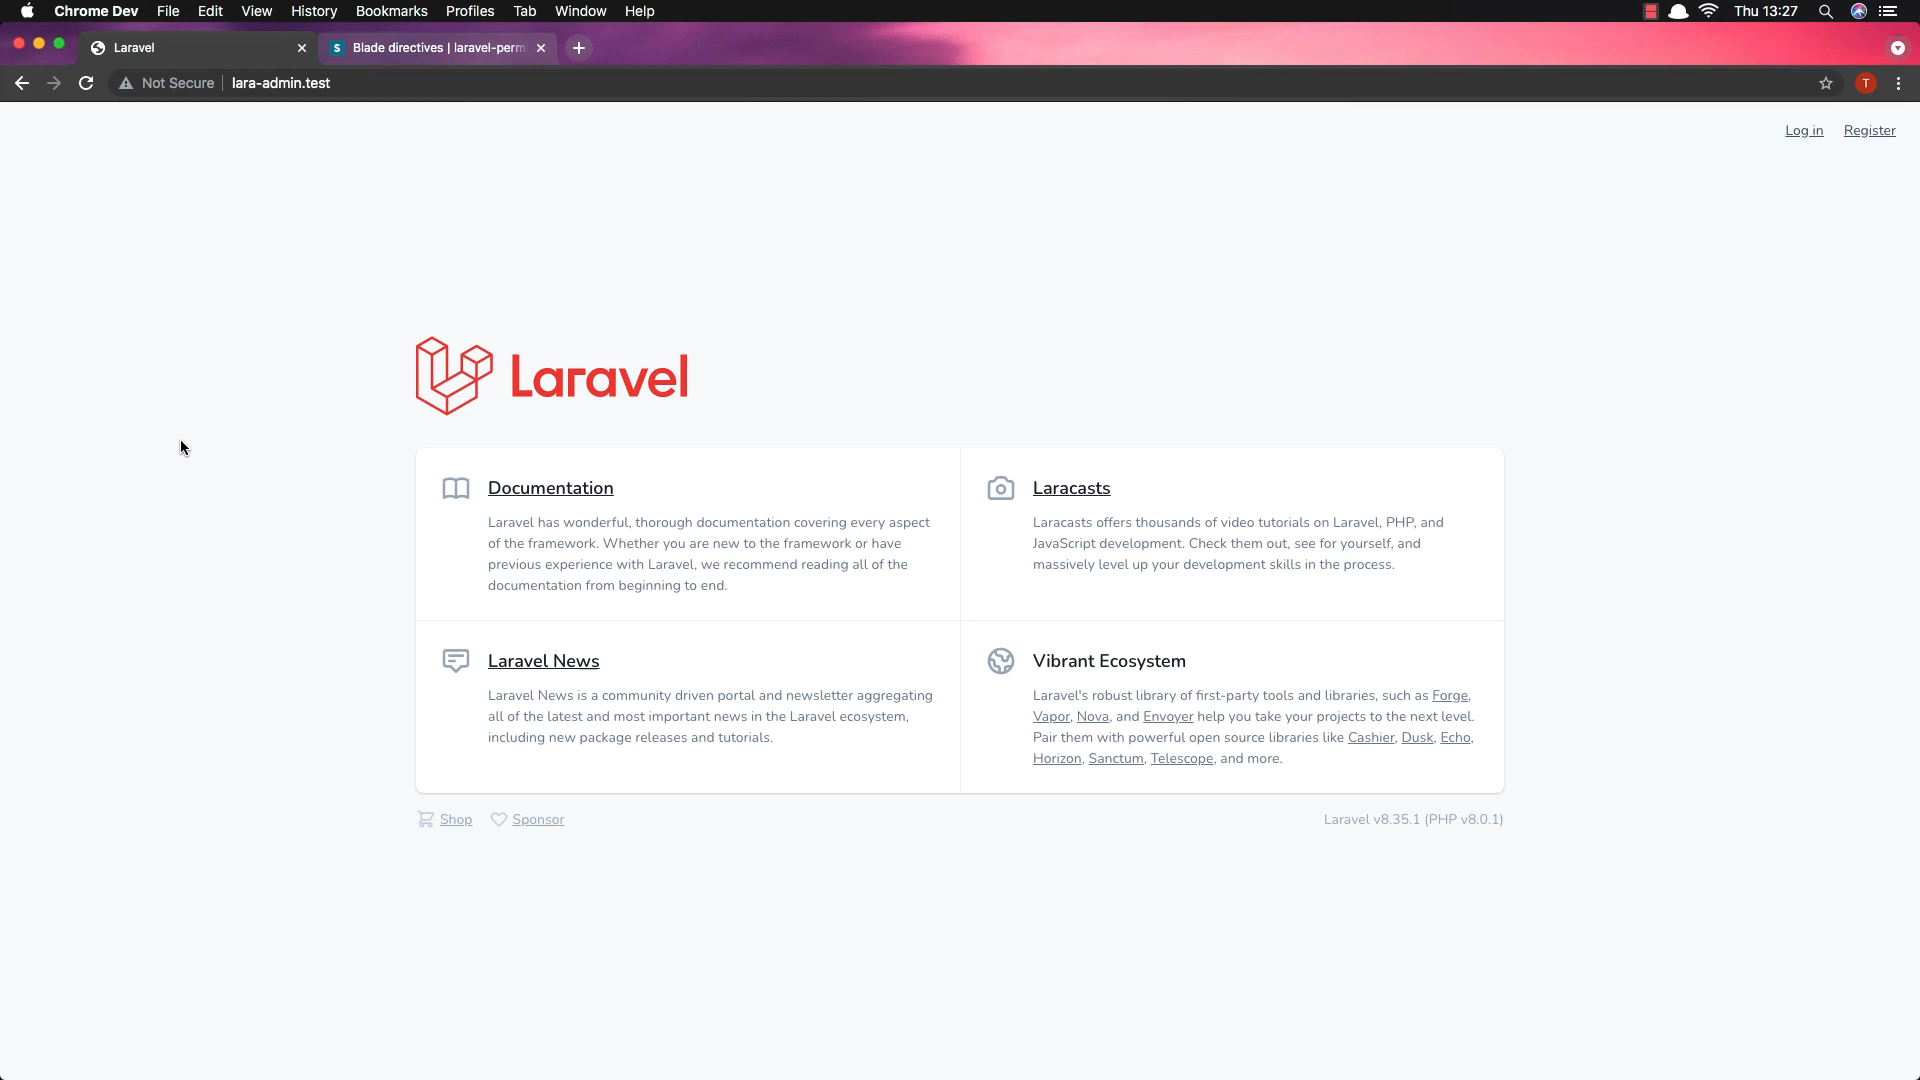 Chrome Dev File Edit View History Bookmarks Profiles Tab Window Help Thu 13:27
Laravel Blade directives | laravel-perm
Not Secure lara-admin.test T
Log in Register
Laravel
Documentation
Laravel has wonderful, thorough documentation covering every aspect
of the framework. Whether you are new to the framework or have
previous experience with Laravel, we recommend reading all of the
documentation from beginning to end.
Laracasts
Laracasts offers thousands of video tutorials on Laravel, PHP, and
JavaScript development. Check them out, see for yourself, and
massively level up your development skills in the process.
Laravel News
Laravel News is a community driven portal and newsletter aggregating
all of the latest and most important news in the Laravel ecosystem,
including new package releases and tutorials.
Vibrant Ecosystem
Laravel's robust library of first-party tools and libraries, such as Forge,
Vapor, Nova, and Envoyer help you take your projects to the next level.
Pair them with powerful open source libraries like Cashier, Dusk, Echo,
Horizon, Sanctum, Telescope, and more.
Shop Sponsor Laravel v8.35.1 (PHP v8.0.1)